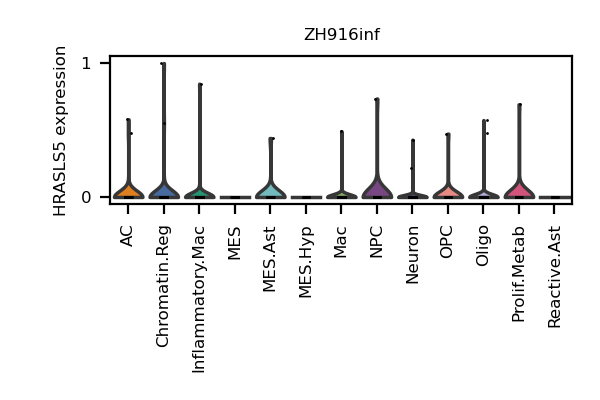 ZH916inf
HRASLS5 expression
1
0
AC
Chromatin.Reg
Inflammatory.Mac
MES
MES.Ast
MES.Hyp
Mac
NPC
Neuron
OPC
Oligo
Prolif.Metab
Reactive.Ast